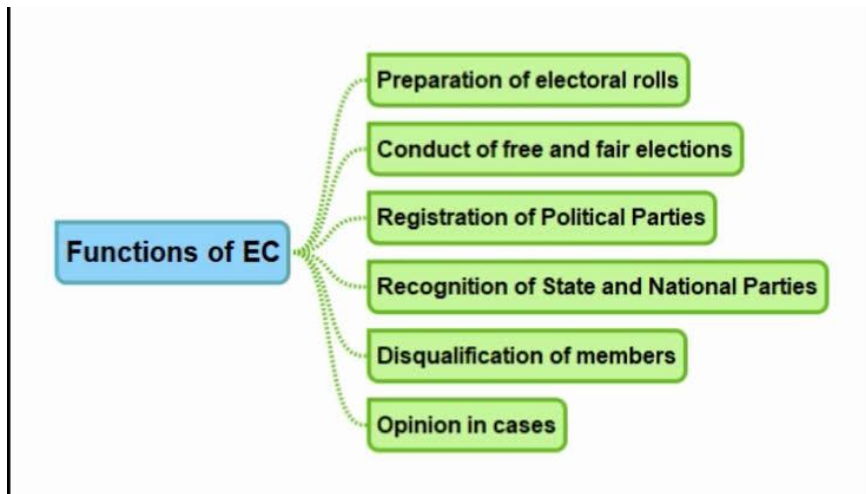 Functions of EC
Preparation of electoral rolls
Conduct of free and fair elections
Registration of Political Parties
Recognition of State and National Parties
Disqualification of members
Opinion in cases